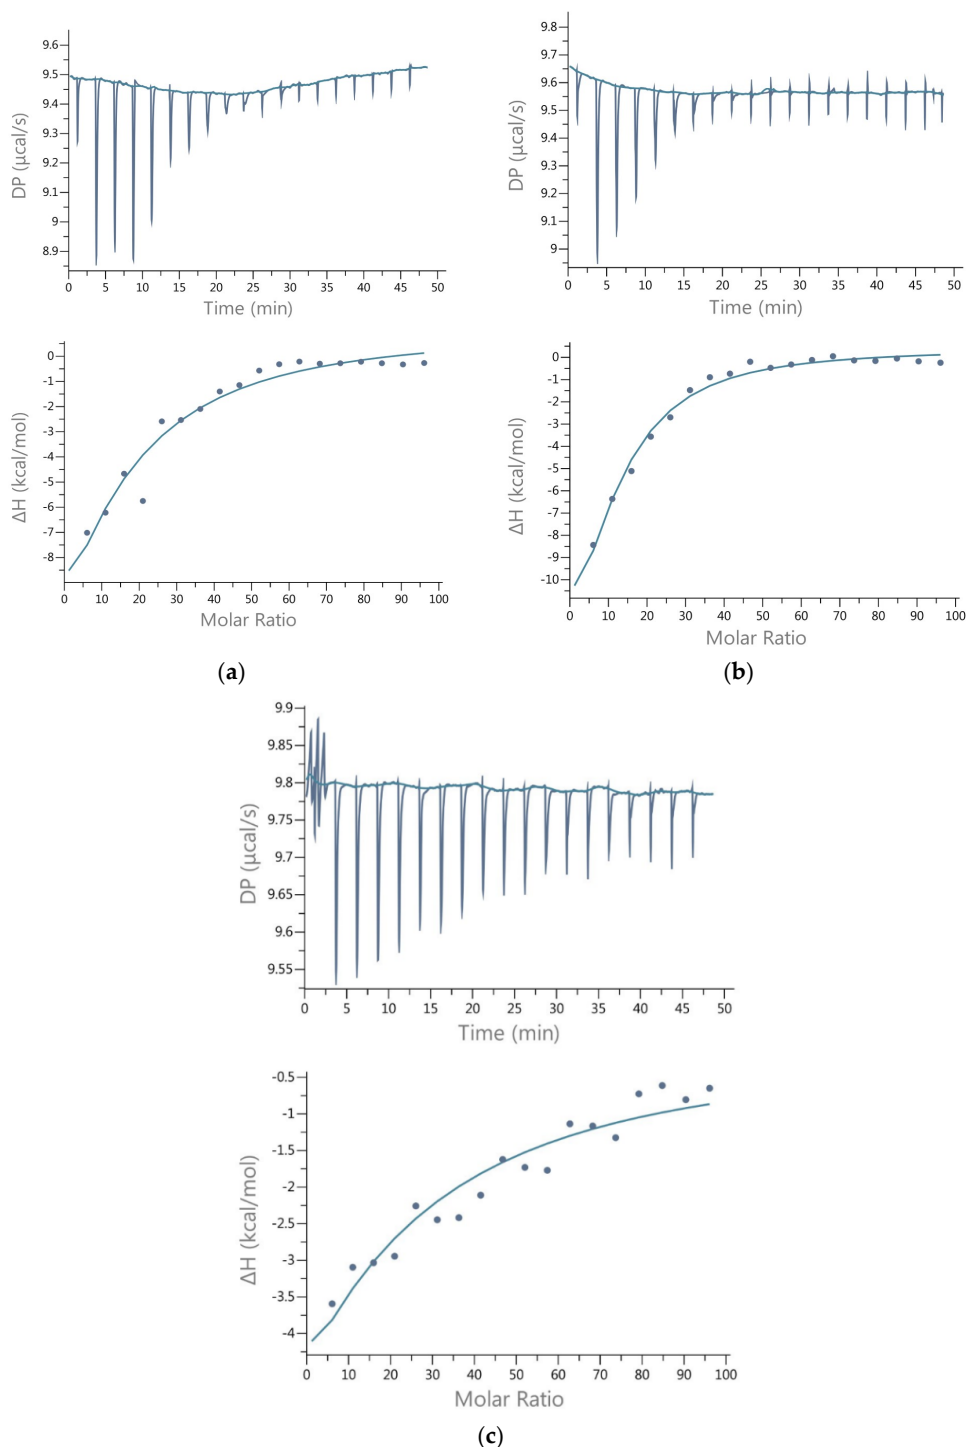 9.6
9.5
9.4
9.3
9.2
9.1
9
8.9
DP (µcal/s)
0 5 10 15 20 25 30 35 40 45 50
Time (min)
9.8
9.7
9.6
9.5
9.4
9.3
9.2
9.1
9
DP (µcal/s)
0 5 10 15 20 25 30 35 40 45 50
Time (min)
0
-1
-2
-3
-4
-5
-6
-7
-8
ΔH (kcal/mol)
0 10 20 30 40 50 60 70 80 90 100
Molar Ratio
(a)
0
-1
-2
-3
-4
-5
-6
-7
-8
-9
-10
ΔH (kcal/mol)
0 10 20 30 40 50 60 70 80 90 100
Molar Ratio
(b)
9.9
9.85
9.8
9.75
9.7
9.65
9.6
9.55
DP (µcal/s)
0 5 10 15 20 25 30 35 40 45 50
Time (min)
-0.5
-1
-1.5
-2
-2.5
-3
-3.5
-4
ΔH (kcal/mol)
0 10 20 30 40 50 60 70 80 90 100
Molar Ratio
(c)